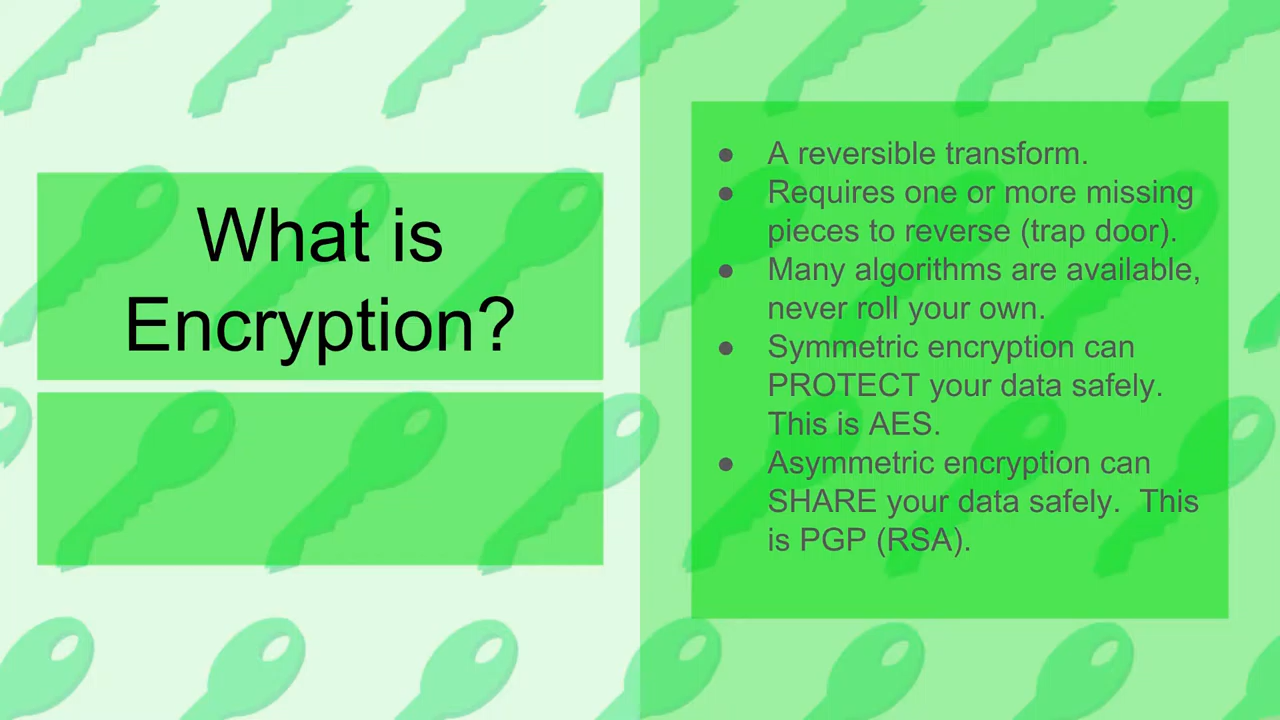 What is
Encryption?
● A reversible transform.
● Requires one or more missing
pieces to reverse (trap door).
● Many algorithms are available,
never roll your own.
● Symmetric encryption can
PROTECT your data safely.
This is AES.
● Asymmetric encryption can
SHARE your data safely.  This
is PGP (RSA).